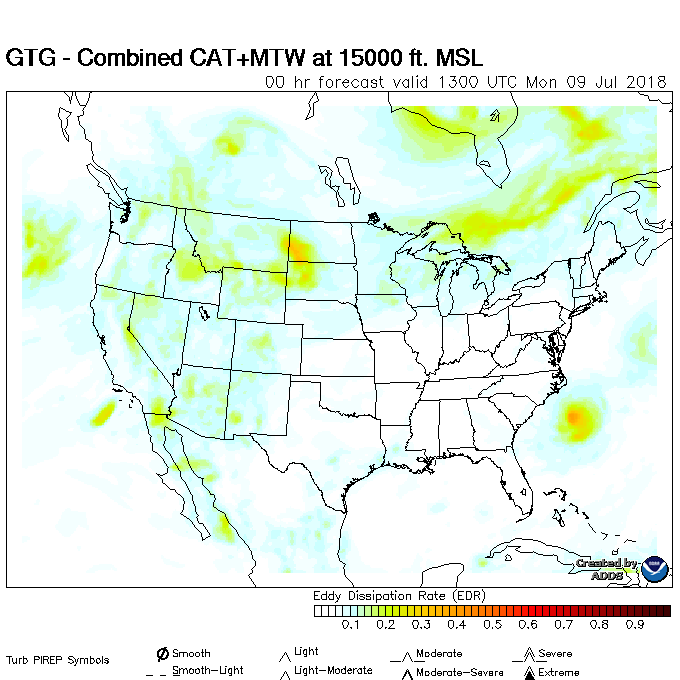 GTG - Combined CAT+MTW at 15000 ft. MSL
00 hr forecast valid 1300 UTC Mon 09 Jul 2018
Created by
ADDS
Eddy Dissipation Rate (EDR)
0.1 0.2 0.3 0.4 0.5 0.6 0.7 0.8 0.9
Turb PIREP Symbols
Smooth Light Moderate Severe
Smooth-Light Light-Moderate Moderate-Severe Extreme